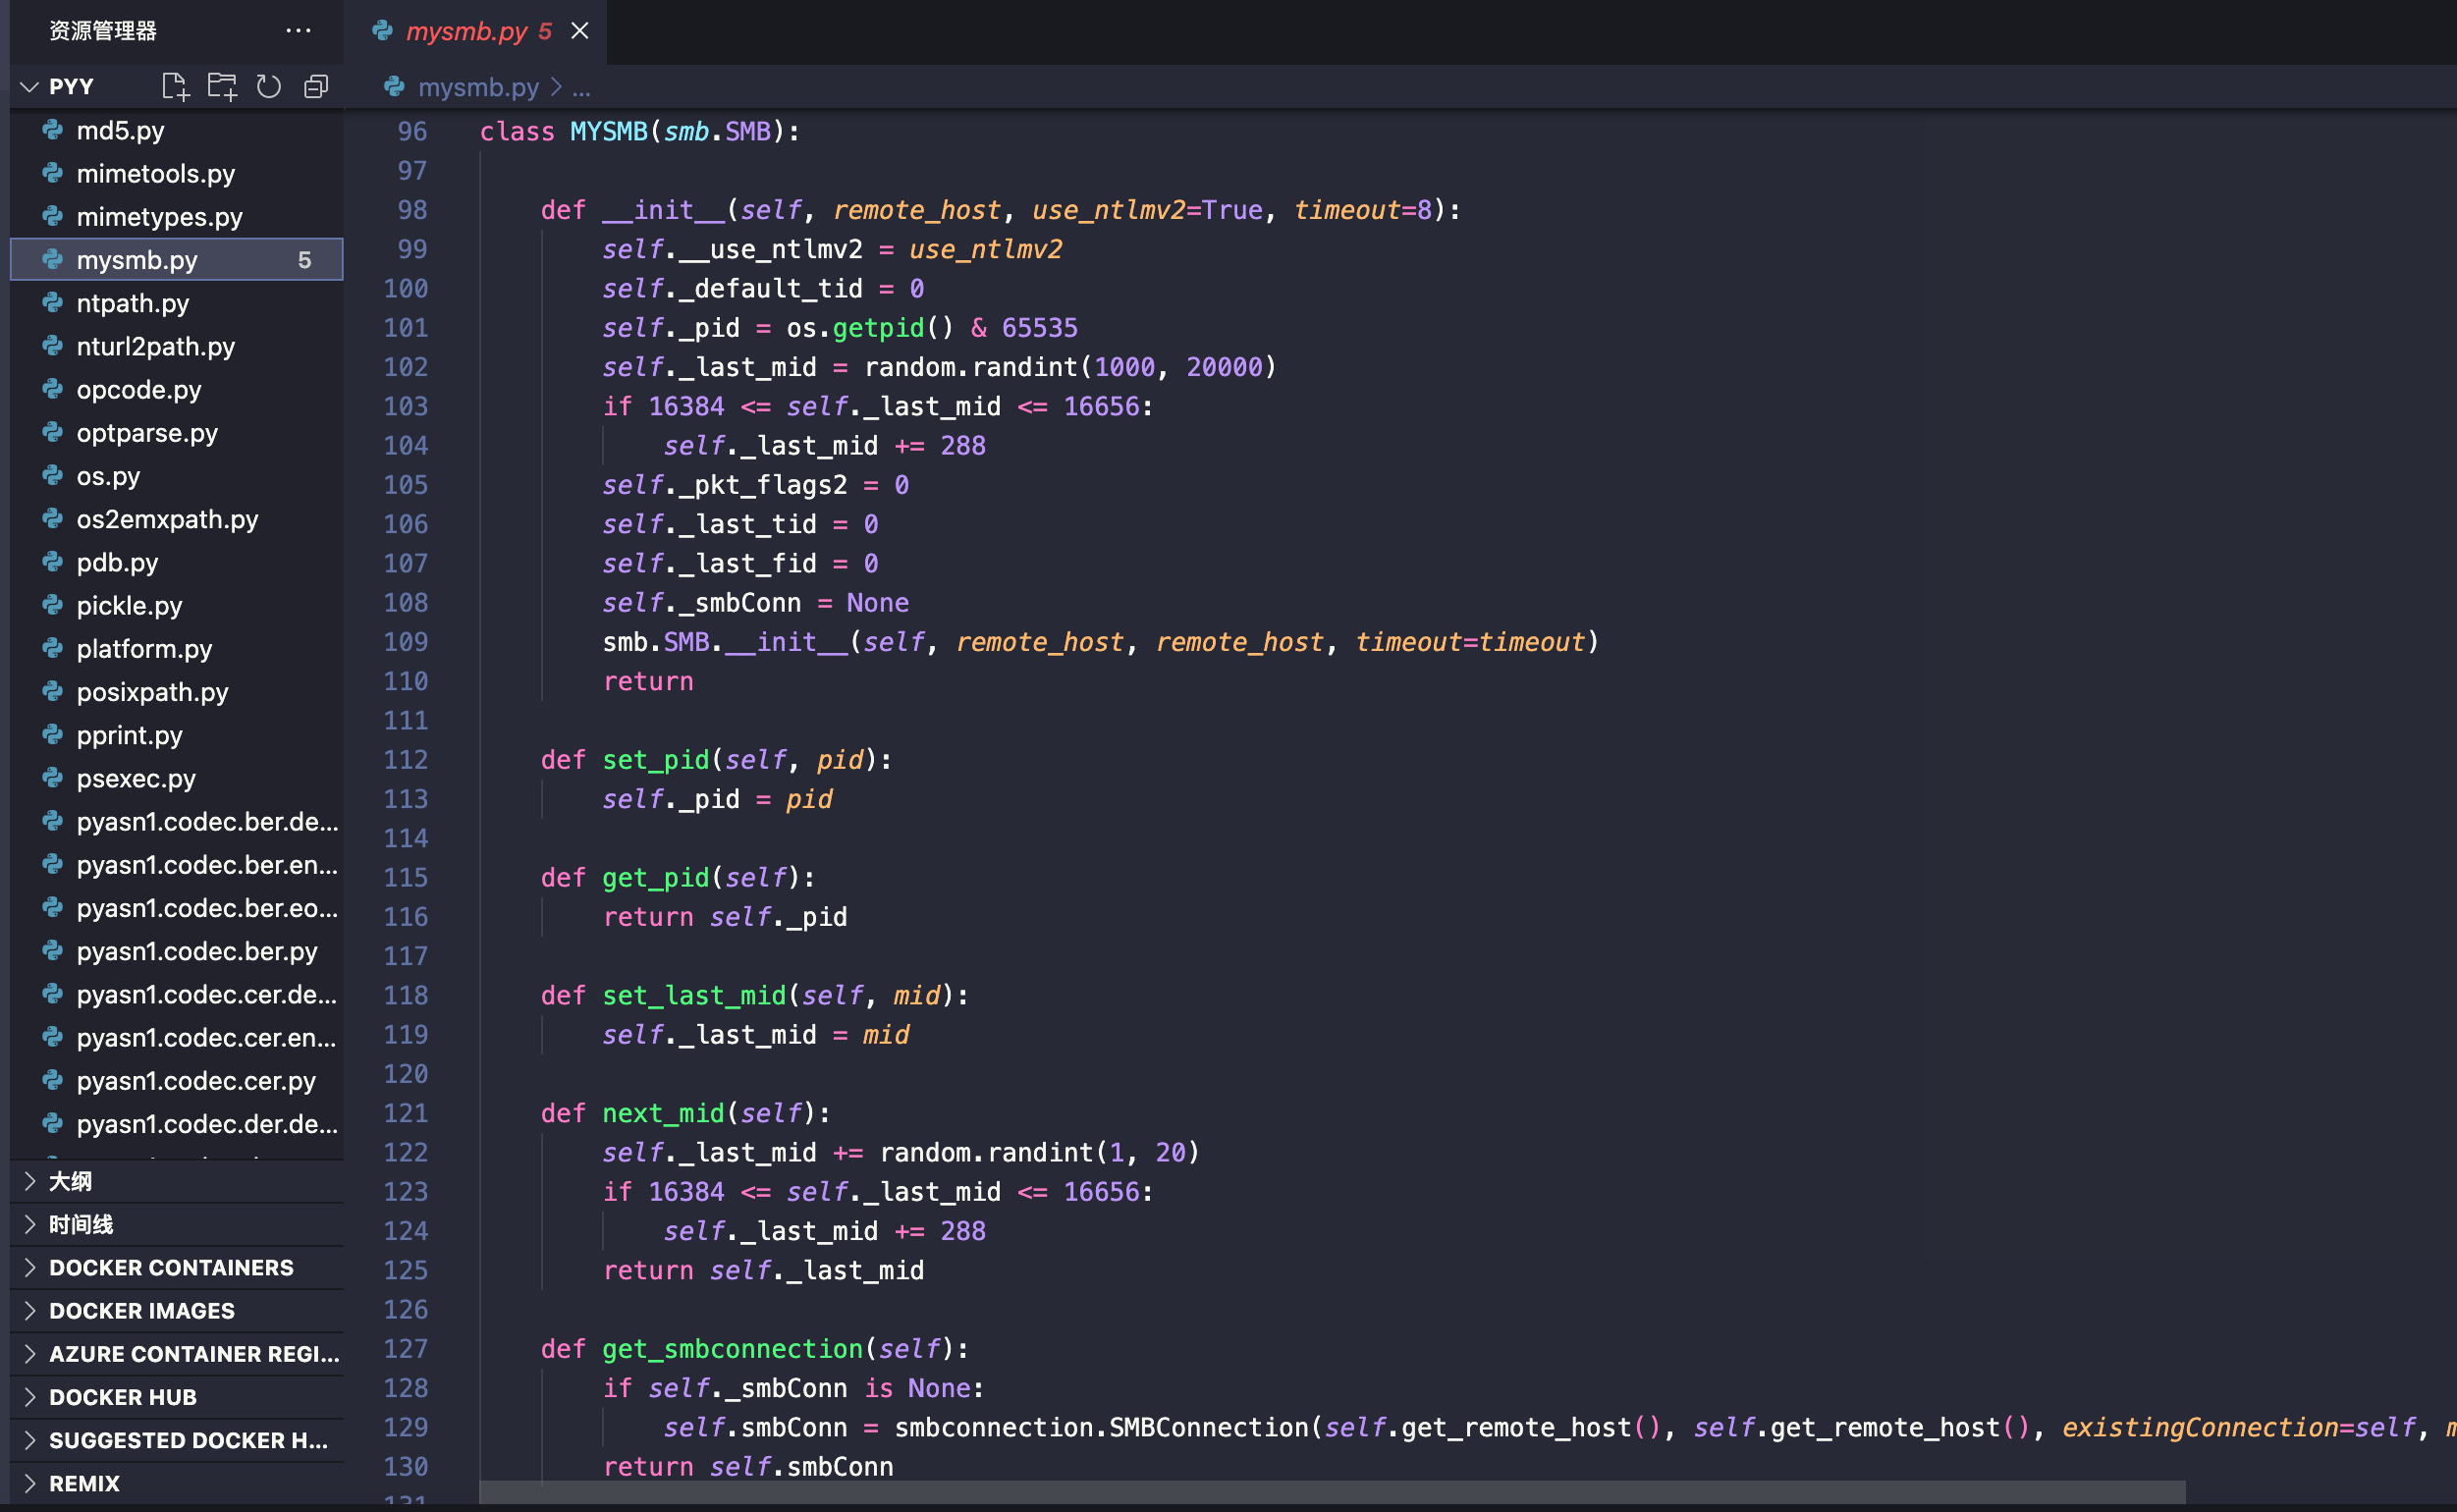 资源管理器 ···
PYY
md5.py
mimetools.py
mimetypes.py
mysmb.py 5
ntpath.py
nturl2path.py
opcode.py
optparse.py
os.py
os2emxpath.py
pdb.py
pickle.py
platform.py
posixpath.py
pprint.py
psexec.py
pyasn1.codec.ber.de...
pyasn1.codec.ber.en...
pyasn1.codec.ber.eo...
pyasn1.codec.ber.py
pyasn1.codec.cer.de...
pyasn1.codec.cer.en...
pyasn1.codec.cer.py
pyasn1.codec.der.de...
大纲
时间线
DOCKER CONTAINERS
DOCKER IMAGES
AZURE CONTAINER REGI...
DOCKER HUB
SUGGESTED DOCKER H...
REMIX
mysmb.py 5
mysmb.py > ...
96 class MYSMB(smb.SMB):
97
98     def __init__(self, remote_host, use_ntlmv2=True, timeout=8):
99         self.__use_ntlmv2 = use_ntlmv2
100         self._default_tid = 0
101         self._pid = os.getpid() & 65535
102         self._last_mid = random.randint(1000, 20000)
103         if 16384 <= self._last_mid <= 16656:
104             self._last_mid += 288
105         self._pkt_flags2 = 0
106         self._last_tid = 0
107         self._last_fid = 0
108         self._smbConn = None
109         smb.SMB.__init__(self, remote_host, remote_host, timeout=timeout)
110         return
111
112     def set_pid(self, pid):
113         self._pid = pid
114
115     def get_pid(self):
116         return self._pid
117
118     def set_last_mid(self, mid):
119         self._last_mid = mid
120
121     def next_mid(self):
122         self._last_mid += random.randint(1, 20)
123         if 16384 <= self._last_mid <= 16656:
124             self._last_mid += 288
125         return self._last_mid
126
127     def get_smbconnection(self):
128         if self._smbConn is None:
129             self.smbConn = smbconnection.SMBConnection(self.get_remote_host(), self.get_remote_host(), existingConnection=self,
130         return self.smbConn